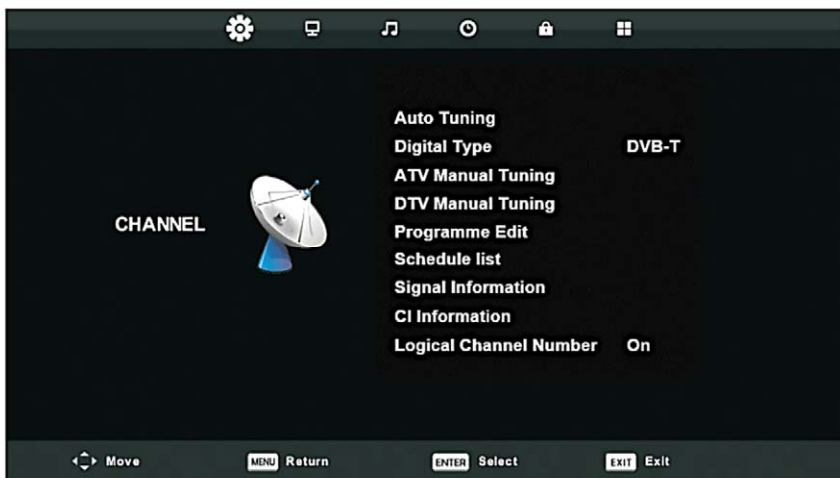 Auto Tuning
Digital Type DVB-T
ATV Manual Tuning
DTV Manual Tuning
CHANNEL
Programme Edit
Schedule list
Signal Information
CI Information
Logical Channel Number On
Move MENU Return ENTER Select EXIT Exit